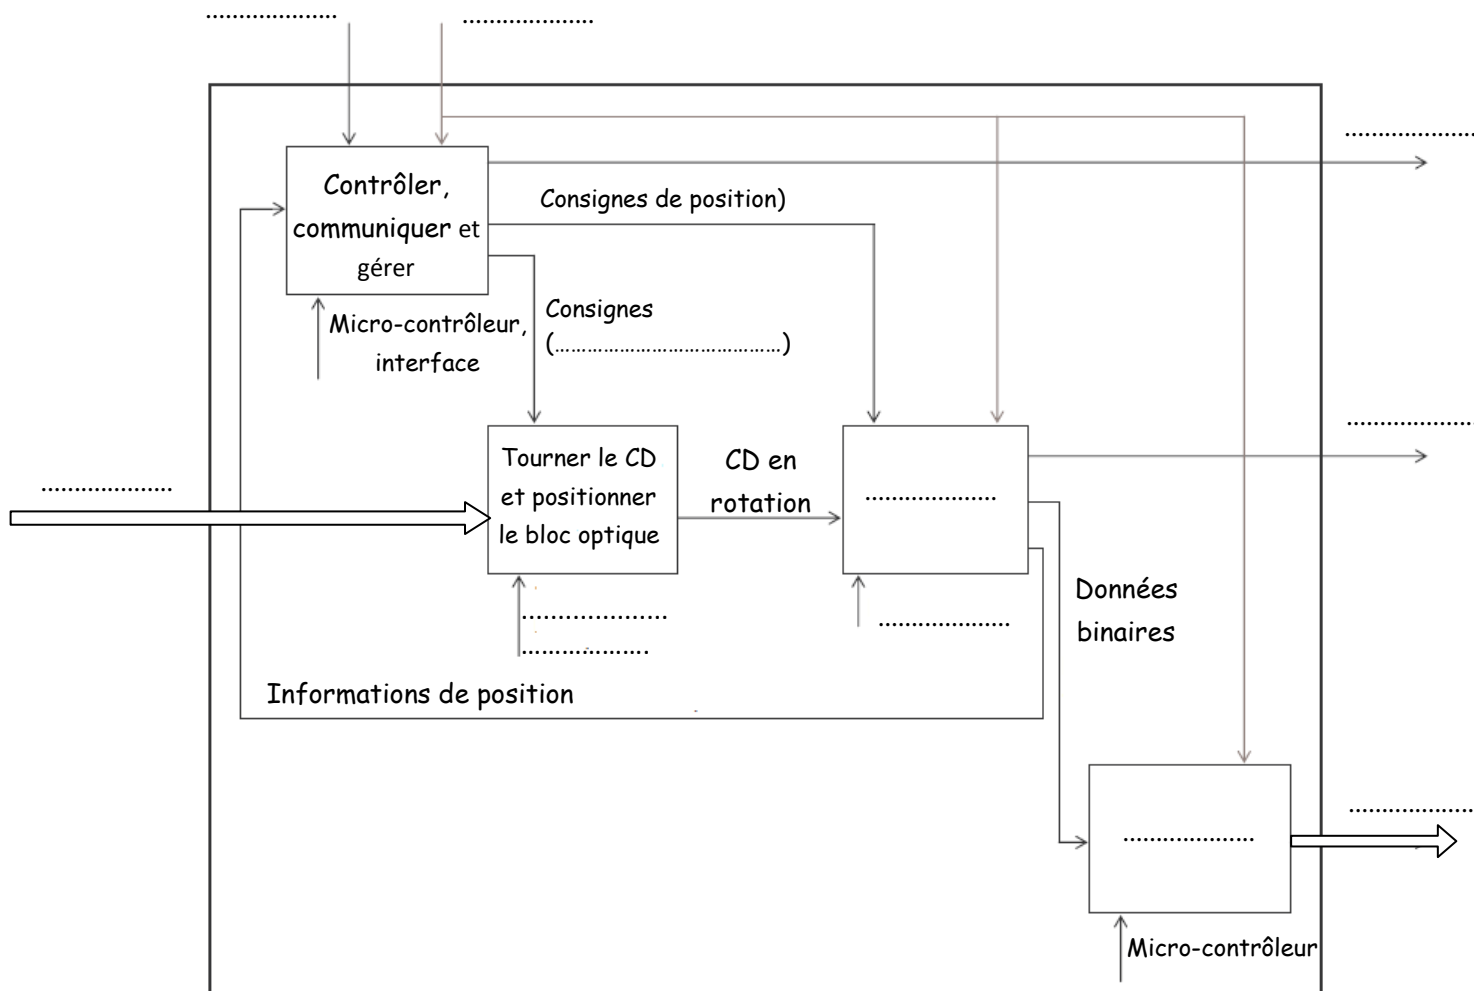 ....................
....................
....................
Contrôler,
communiquer et
gérer
Consignes de position)
Micro-contrôleur,
interface
Consignes
(..........................................)
....................
Tourner le CD
et positionner
le bloc optique
CD en
rotation
....................
....................
......................
....................
....................
Données
binaires
Informations de position
....................
....................
Micro-contrôleur